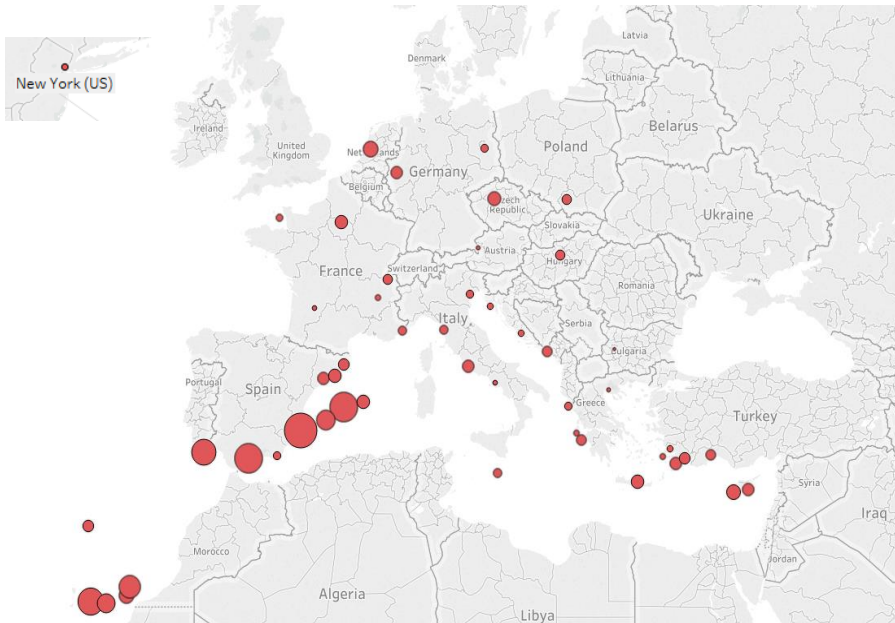 New York (US)
Latvia
Denmark
Lithuania
Ireland
United
Kingdom
Belarus
Poland
Germany
Belgium
Ukraine
Slovakia
Austria
France
Switzerland
Hungary
Romania
Italy
Serbia
Bulgaria
Portugal
Spain
Greece
Turkey
Syria
Iraq
Jordan
Morocco
Algeria
Libya